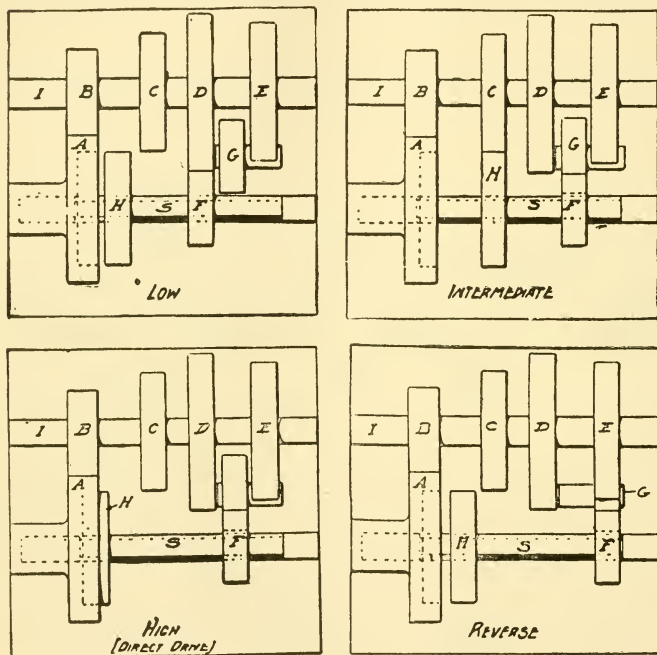 I B C D E
A
G
H S F
LOW
I B C D E
A G
H
S F
INTERMEDIATE
I B C D E
A
H
S F
HIGH
[DIRECT DRIVE]
I B C D E
A G
H S F
REVERSE